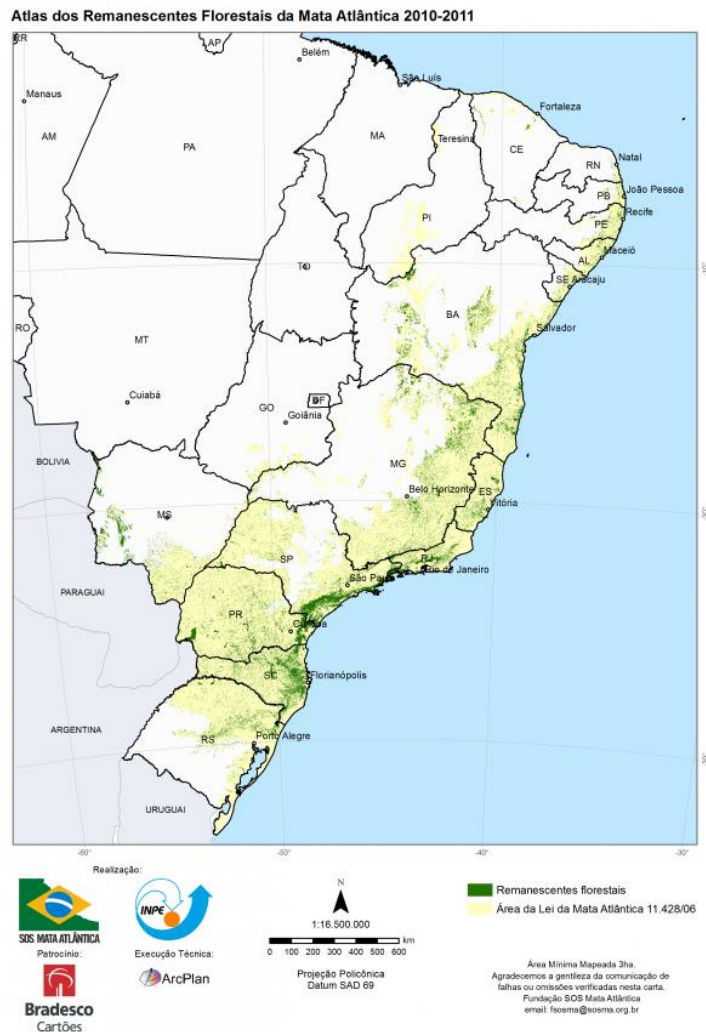 Atlas dos Remanescentes Florestais da Mata Atlântica 2010-2011
RR
AP
Belém
São Luís
Manaus
Fortaleza
AM
PA
MA
Teresina
CE
RN
Natal
PB
João Pessoa
PI
PE
Recife
AL
Maceió
TO
SE
Aracaju
RO
MT
BA
Salvador
Cuiabá
GO
DF
Goiânia
BOLIVIA
MG
Belo Horizonte
ES
Vitória
MS
SP
RJ
Rio de Janeiro
São Paulo
PARAGUAI
PR
Curitiba
SC
Florianópolis
ARGENTINA
RS
Porto Alegre
URUGUAI
-60°
-50°
-40°
-30°
Realização:
N
SOS MATA ATLÂNTICA
INPE
1:16.500.000
Remanescentes florestais
Área da Lei da Mata Atlântica 11.428/06
km
0 100 200 300 400 500 600
Patrocínio:
Execução Técnica:
ArcPlan
Projeção Policônica
Datum SAD 69
Bradesco
Cartões
Área Mínima Mapeada 3ha.
Agradecemos a gentileza da comunicação de
falhas ou omissões verificadas nesta carta.
Fundação SOS Mata Atlântica
email: fsosma@sosma.org.br